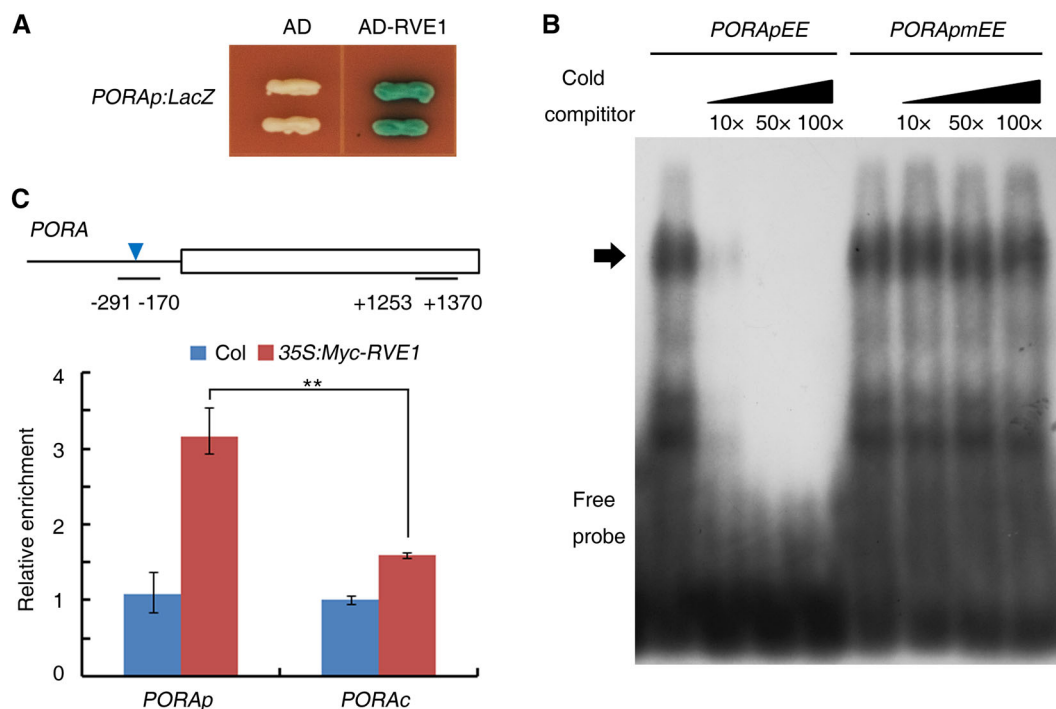 A
AD AD-RVE1
PORAp:LacZ
B
PORApEE PORApmEE
Cold
compititor
10× 50× 100× 10× 50× 100×
Free
probe
C
PORA
-291 -170 +1253 +1370
Col 35S:Myc-RVE1
**
Relative enrichment
4
3
2
1
0
PORAp PORAc